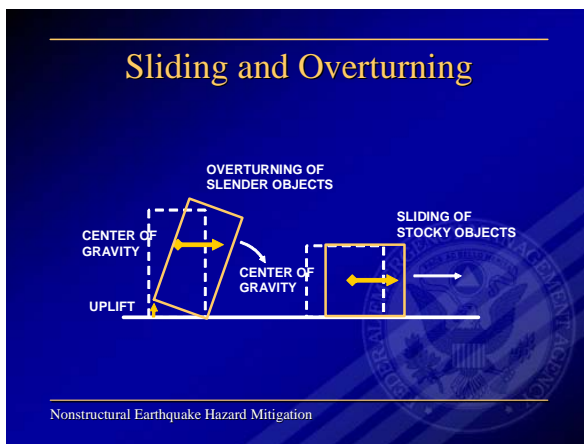 Sliding and Overturning
OVERTURNING OF
SLENDER OBJECTS
CENTER OF
GRAVITY
UPLIFT
CENTER OF
GRAVITY
SLIDING OF
STOCKY OBJECTS
Nonstructural Earthquake Hazard Mitigation